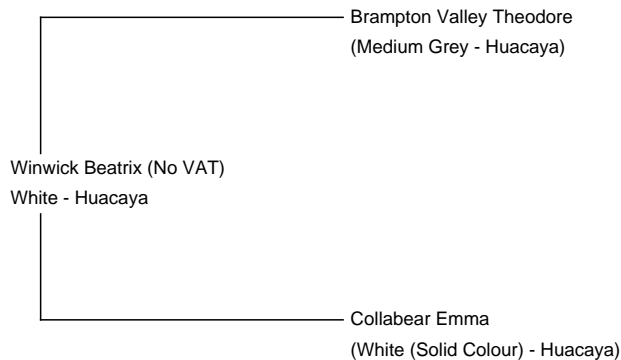 Brampton Valley Theodore
(Medium Grey - Huacaya)
Winwick Beatrix (No VAT)
White - Huacaya
Collabear Emma
(White (Solid Colour) - Huacaya)